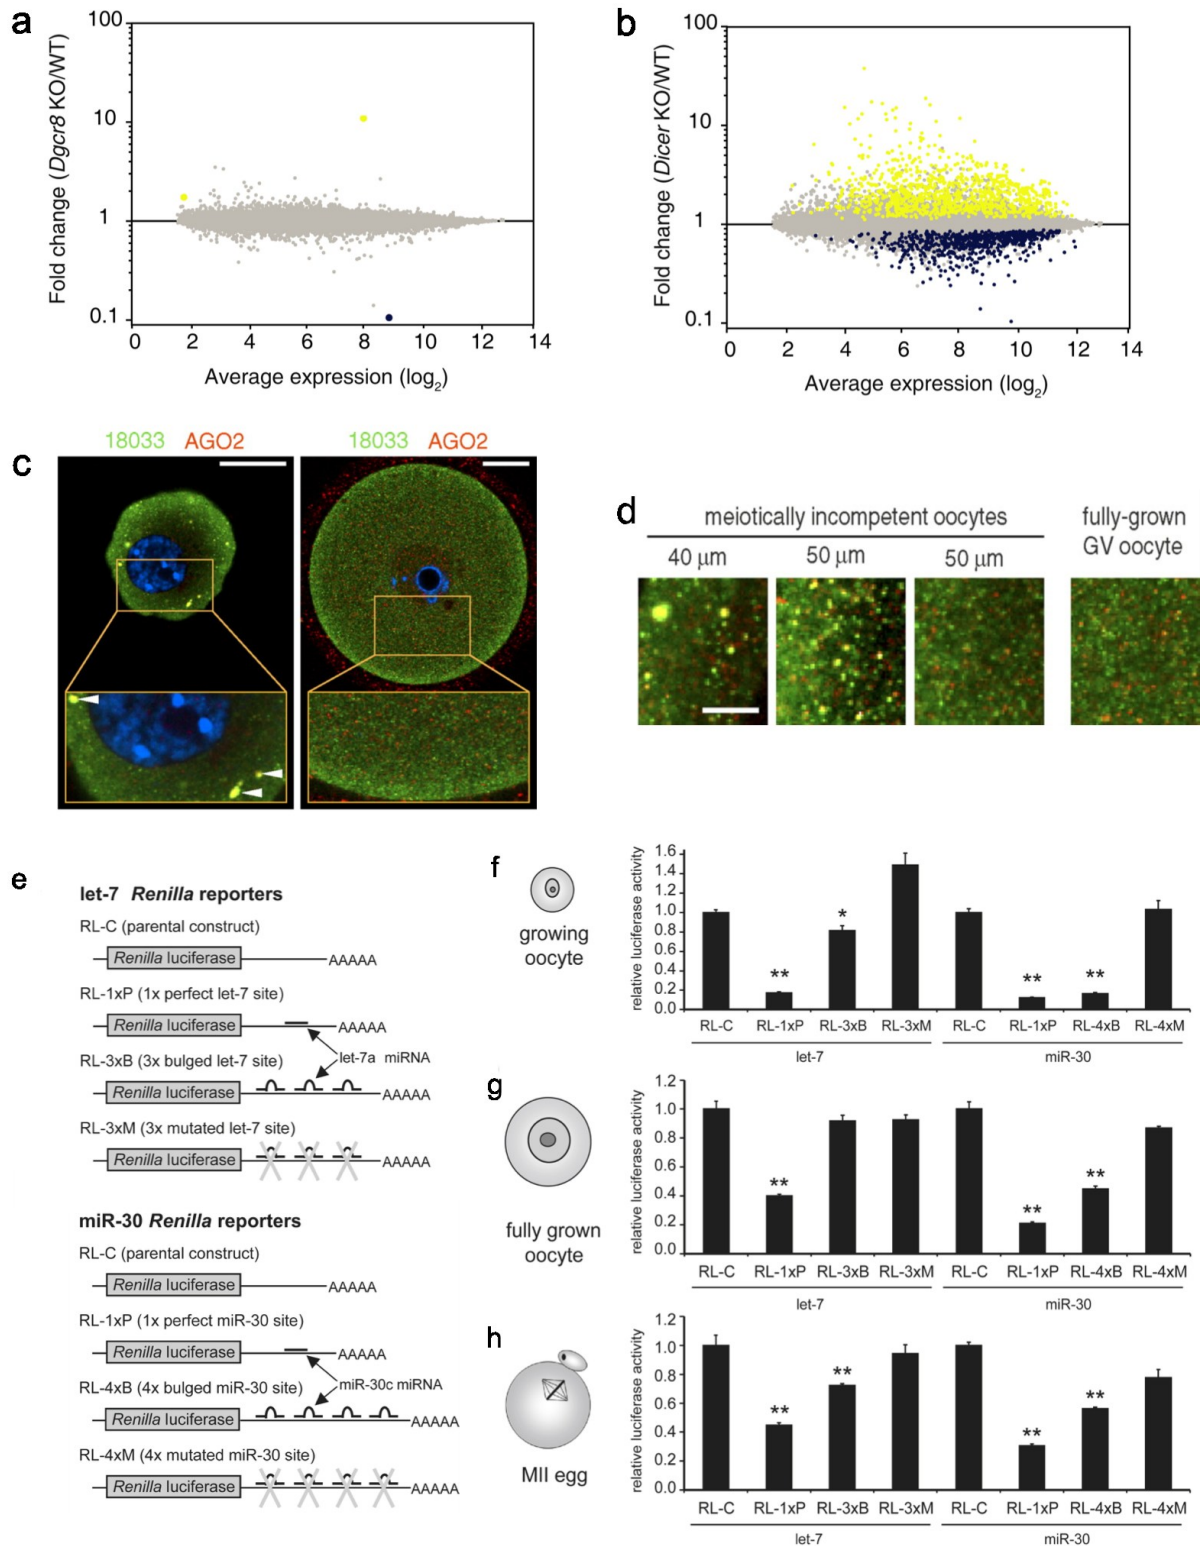 a
100
10
1
0.1
Fold change (Dgcr8 KO/WT)
0 2 4 6 8 10 12 14
Average expression (log2)
b
100
10
1
0.1
Fold change (Dicer KO/WT)
0 2 4 6 8 10 12 14
Average expression (log2)
c
18033 AGO2
18033 AGO2
d
meiotically incompetent oocytes
40 µm 50 µm 50 µm
fully-grown
GV oocyte
e
let-7 Renilla reporters
RL-C (parental construct)
Renilla luciferase AAAAA
RL-1xP (1x perfect let-7 site)
Renilla luciferase AAAAA
let-7a miRNA
RL-3xB (3x bulged let-7 site)
Renilla luciferase AAAAA
RL-3xM (3x mutated let-7 site)
Renilla luciferase AAAAA
miR-30 Renilla reporters
RL-C (parental construct)
Renilla luciferase AAAAA
RL-1xP (1x perfect miR-30 site)
Renilla luciferase AAAAA
miR-30c miRNA
RL-4xB (4x bulged miR-30 site)
Renilla luciferase AAAAA
RL-4xM (4x mutated miR-30 site)
Renilla luciferase AAAAA
f
growing
oocyte
relative luciferase activity
1.6
1.4
1.2
1.0
0.8
0.6
0.4
0.2
0.0
** * ** **
RL-C RL-1xP RL-3xB RL-3xM RL-C RL-1xP RL-4xB RL-4xM
let-7 miR-30
g
fully grown
oocyte
relative luciferase activity
1.2
1.0
0.8
0.6
0.4
0.2
0.0
** ** **
RL-C RL-1xP RL-3xB RL-3xM RL-C RL-1xP RL-4xB RL-4xM
let-7 miR-30
h
MII egg
relative luciferase activity
1.2
1.0
0.8
0.6
0.4
0.2
0.0
** ** ** **
RL-C RL-1xP RL-3xB RL-3xM RL-C RL-1xP RL-4xB RL-4xM
let-7 miR-30